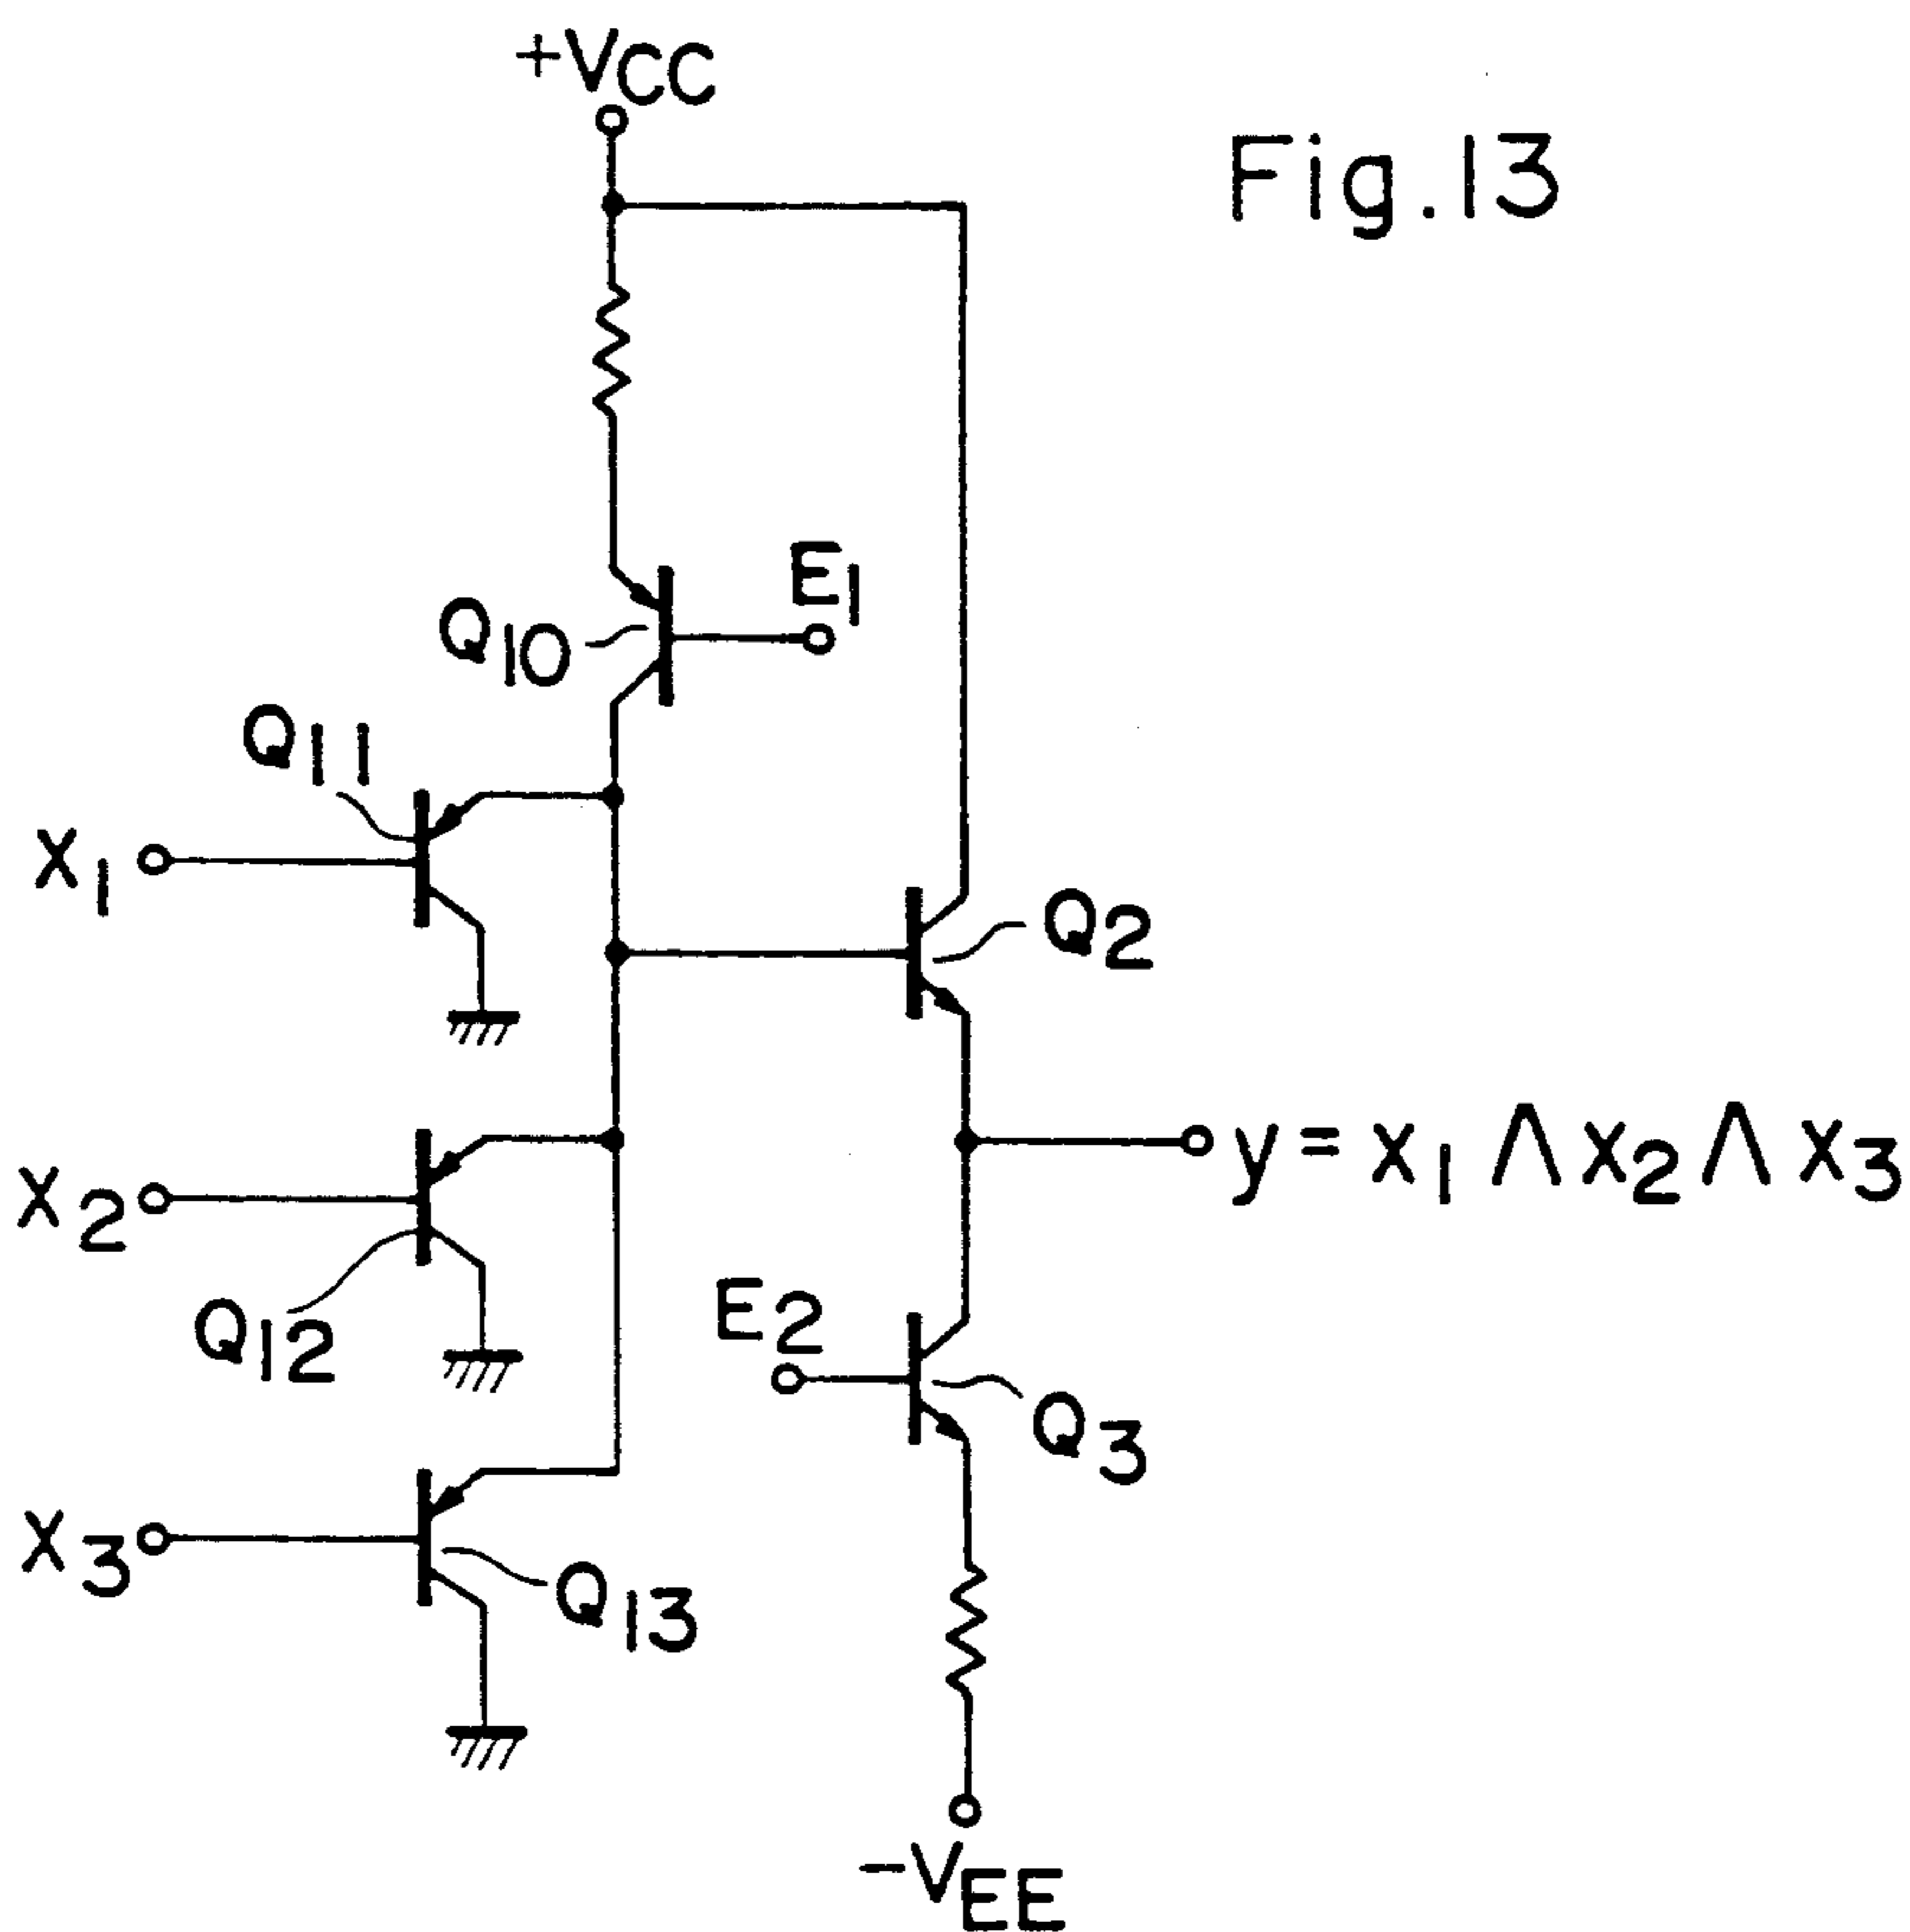 +VCC
Fig.13
E1
Q10
Q11
x1
Q2
x2
y = x1 ∧ x2 ∧ x3
Q12
E2
Q3
x3
Q13
-VEE